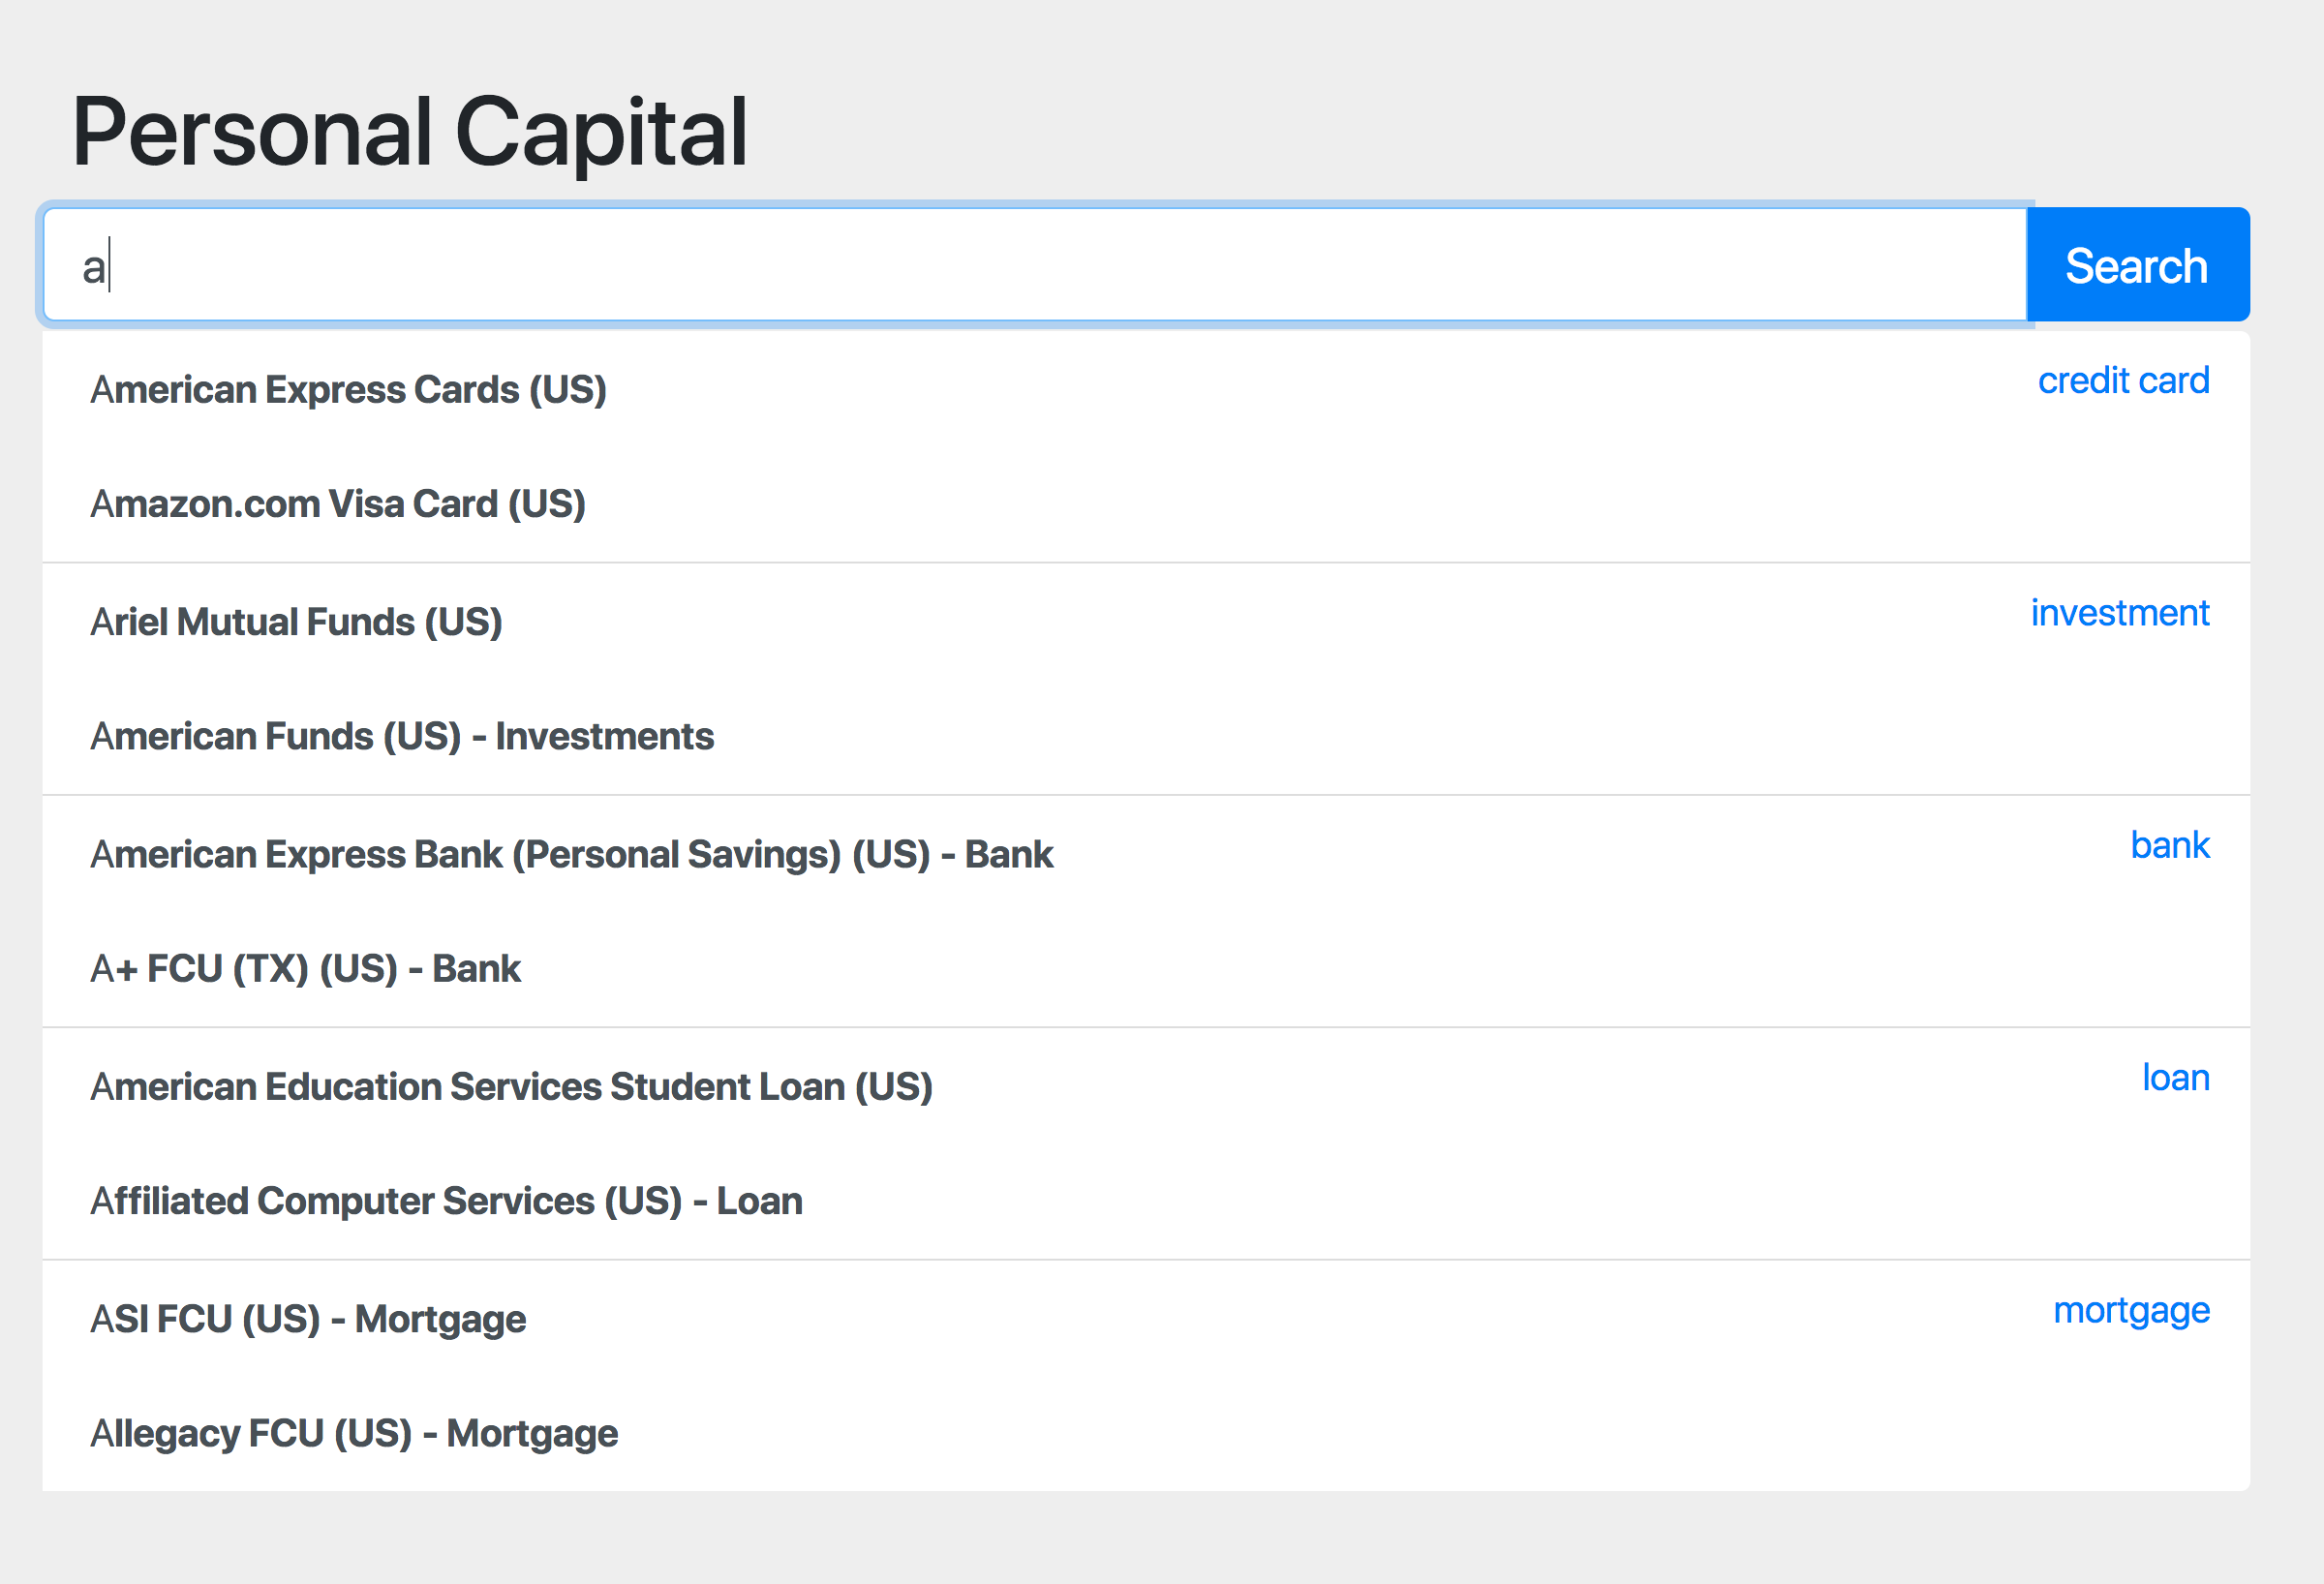 Personal Capital
a
Search
American Express Cards (US)
credit card
Amazon.com Visa Card (US)
Ariel Mutual Funds (US)
investment
American Funds (US) - Investments
American Express Bank (Personal Savings) (US) - Bank
bank
A+ FCU (TX) (US) - Bank
American Education Services Student Loan (US)
loan
Affiliated Computer Services (US) - Loan
ASI FCU (US) - Mortgage
mortgage
Allegacy FCU (US) - Mortgage